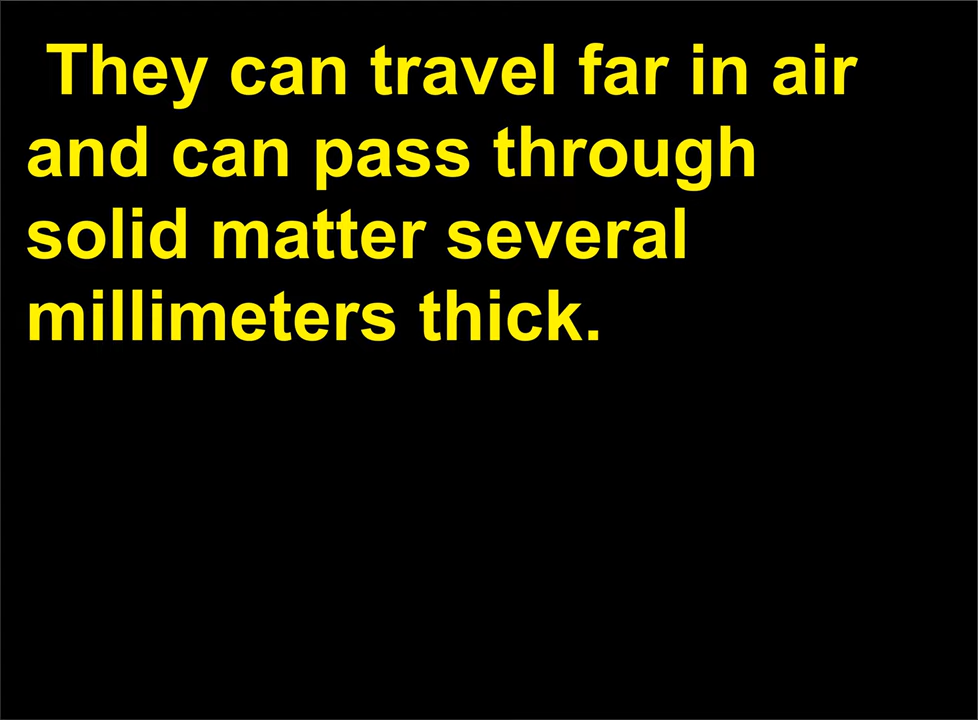 They can travel far in air
and can pass through
solid matter several
millimeters thick.